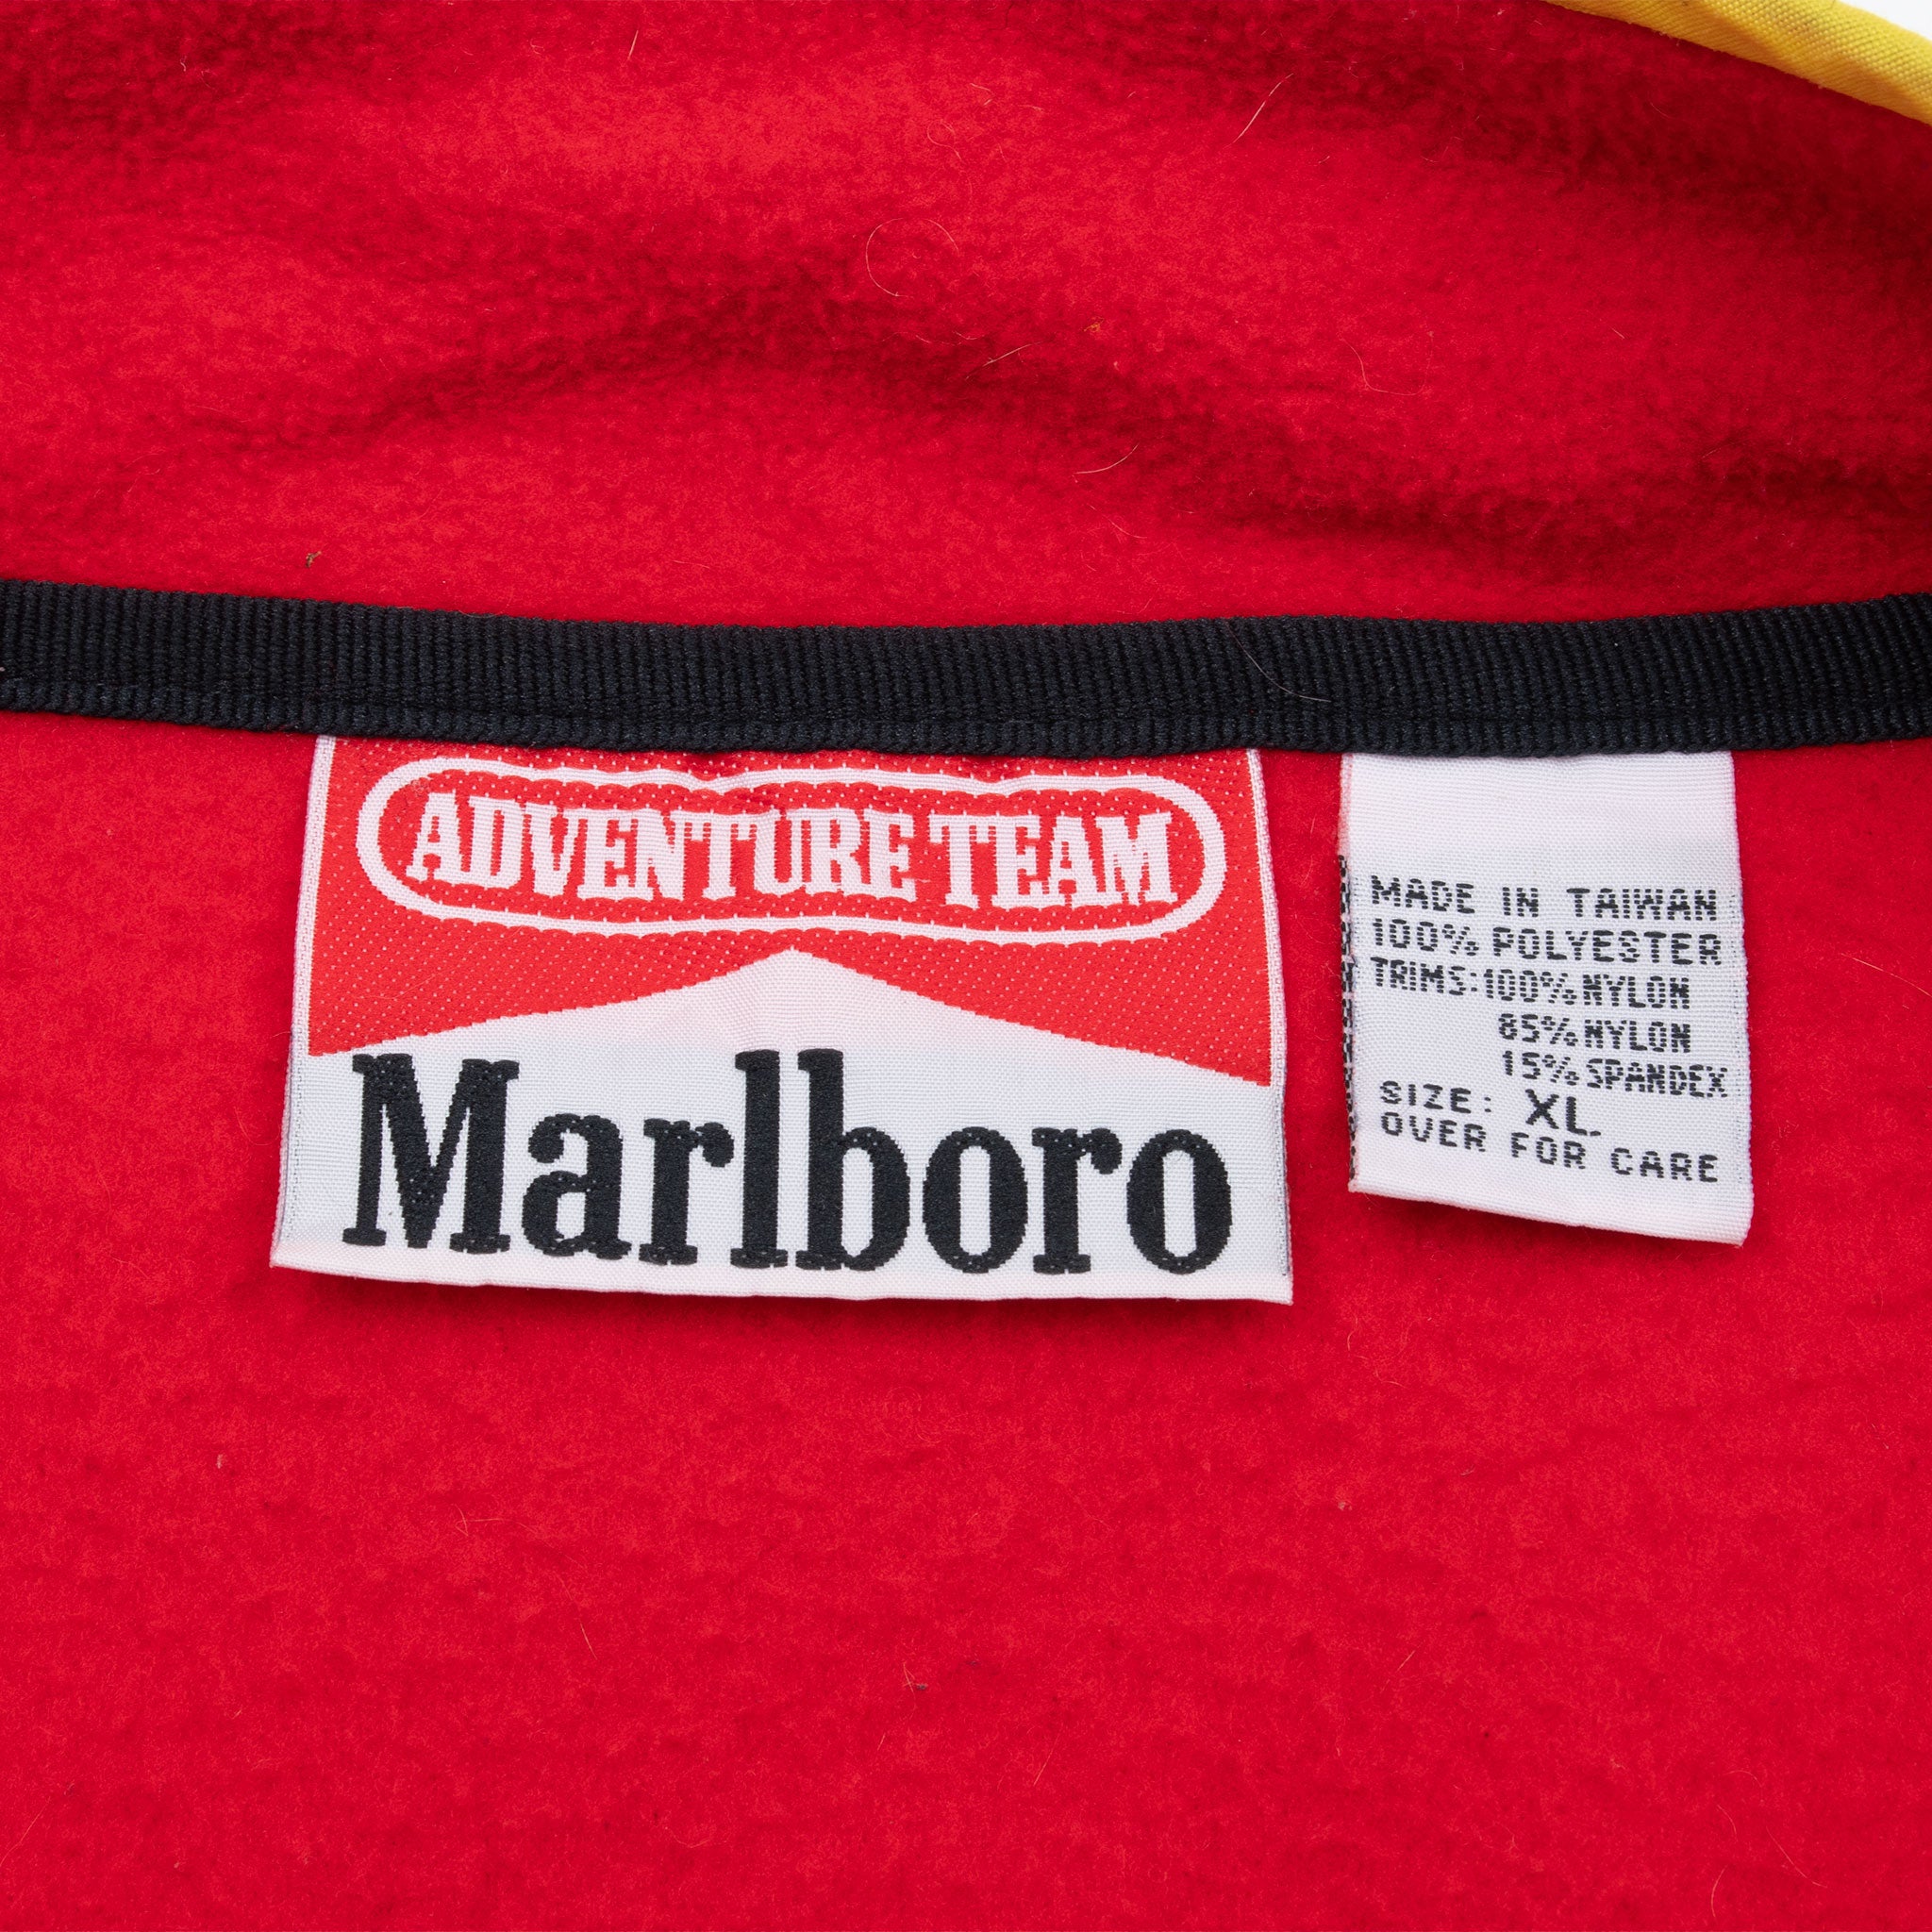 ADVENTURE TEAM
Marlboro
MADE IN TAIWAN
100% POLYESTER
TRIMS:100% NYLON
85% NYLON
15% SPANDEX
SIZE: XL.
OVER FOR CARE